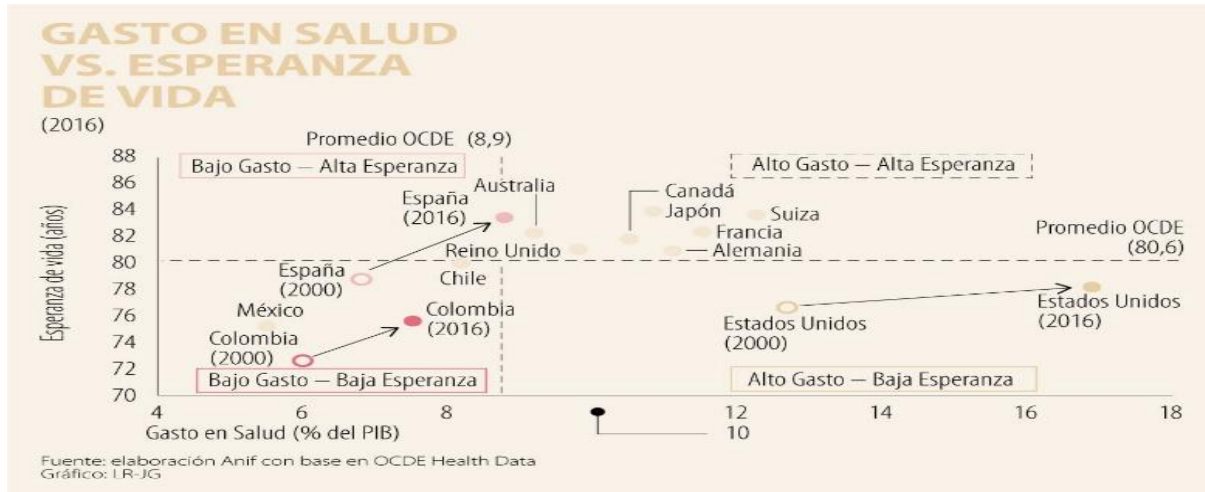 GASTO EN SALUD
VS. ESPERANZA
DE VIDA
(2016)
Promedio OCDE (8,9)
88
86
84
82
80
78
76
74
72
70
Esperanza de vida (años)
Bajo Gasto — Alta Esperanza
Alto Gasto — Alta Esperanza
Australia
España
(2016)
Canadá
Japón
Suiza
Francia
Reino Unido
Alemania
Promedio OCDE
(80,6)
España
(2000)
Chile
México
Colombia
(2016)
Colombia
(2000)
Estados Unidos
(2000)
Estados Unidos
(2016)
Bajo Gasto — Baja Esperanza
Alto Gasto — Baja Esperanza
4
6
8
12
14
16
18
Gasto en Salud (% del PIB)
10
Fuente: elaboración Anif con base en OCDE Health Data
Gráfico: LR-JG